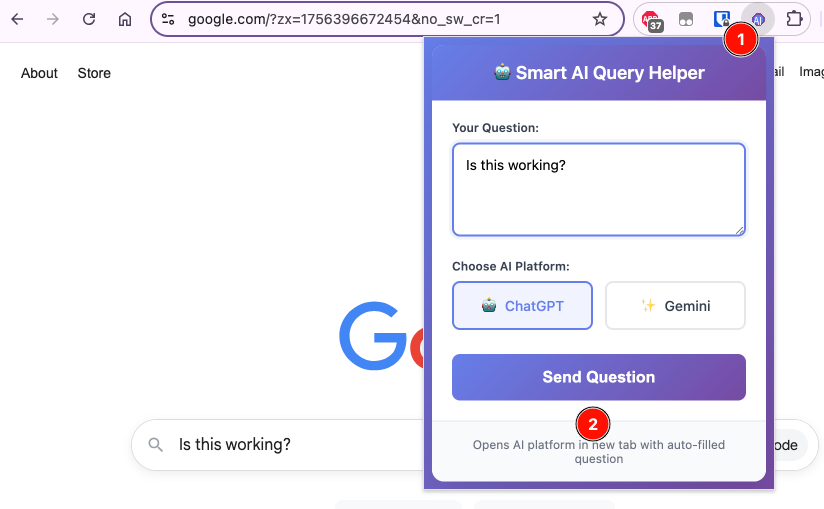 google.com/?zx=1756396672454&no_sw_cr=1
37
AI
1
About
Store
ail
Imag
🤖 Smart AI Query Helper
Your Question:
Is this working?
Choose AI Platform:
🤖 ChatGPT
✨ Gemini
Send Question
2
Opens AI platform in new tab with auto-filled
question
Go
Is this working?
ode